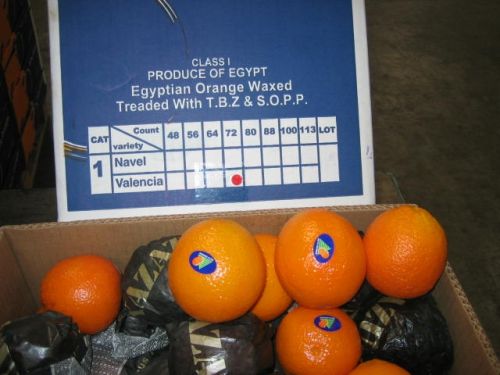 CLASS I
PRODUCE OF EGYPT
Egyptian Orange Waxed
Treaded With T.B.Z & S.O.P.P.
CAT Count variety 48 56 64 72 80 88 100 113 LOT
1 Navel
Valencia